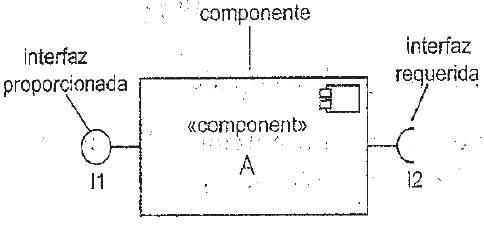 componente
interfaz
proporcionada
interfaz
requerida
«component»
A
I1
I2